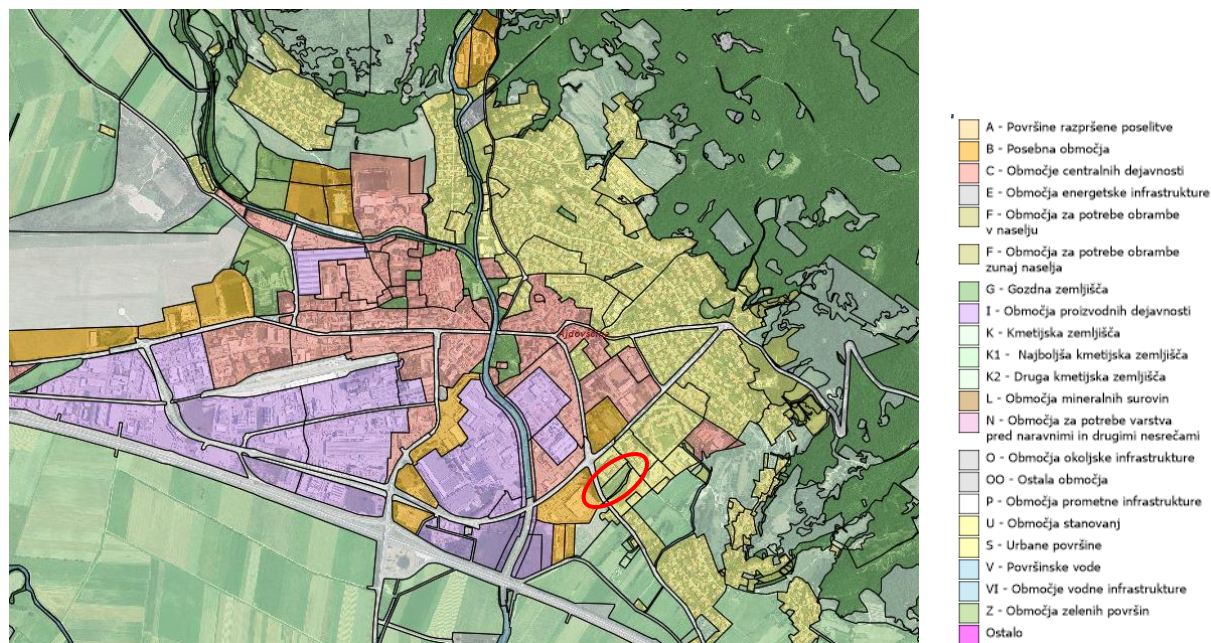 Ajdovščina
A - Površine razpršene poselitve
B - Posebna območja
C - Območje centralnih dejavnosti
E - Območja energetske infrastrukture
F - Območja za potrebe obrambe
v naselju
F - Območja za potrebe obrambe
zunaj naselja
G - Gozdna zemljišča
I - Območja proizvodnih dejavnosti
K - Kmetijska zemljišča
K1 - Najboljša kmetijska zemljišča
K2 - Druga kmetijska zemljišča
L - Območja mineralnih surovin
N - Območja za potrebe varstva
pred naravnimi in drugimi nesrečami
O - Območja okoljske infrastrukture
OO - Ostala območja
P - Območja prometne infrastrukture
U - Območja stanovanj
S - Urbane površine
V - Površinske vode
VI - Območje vodne infrastrukture
Z - Območja zelenih površin
Ostalo